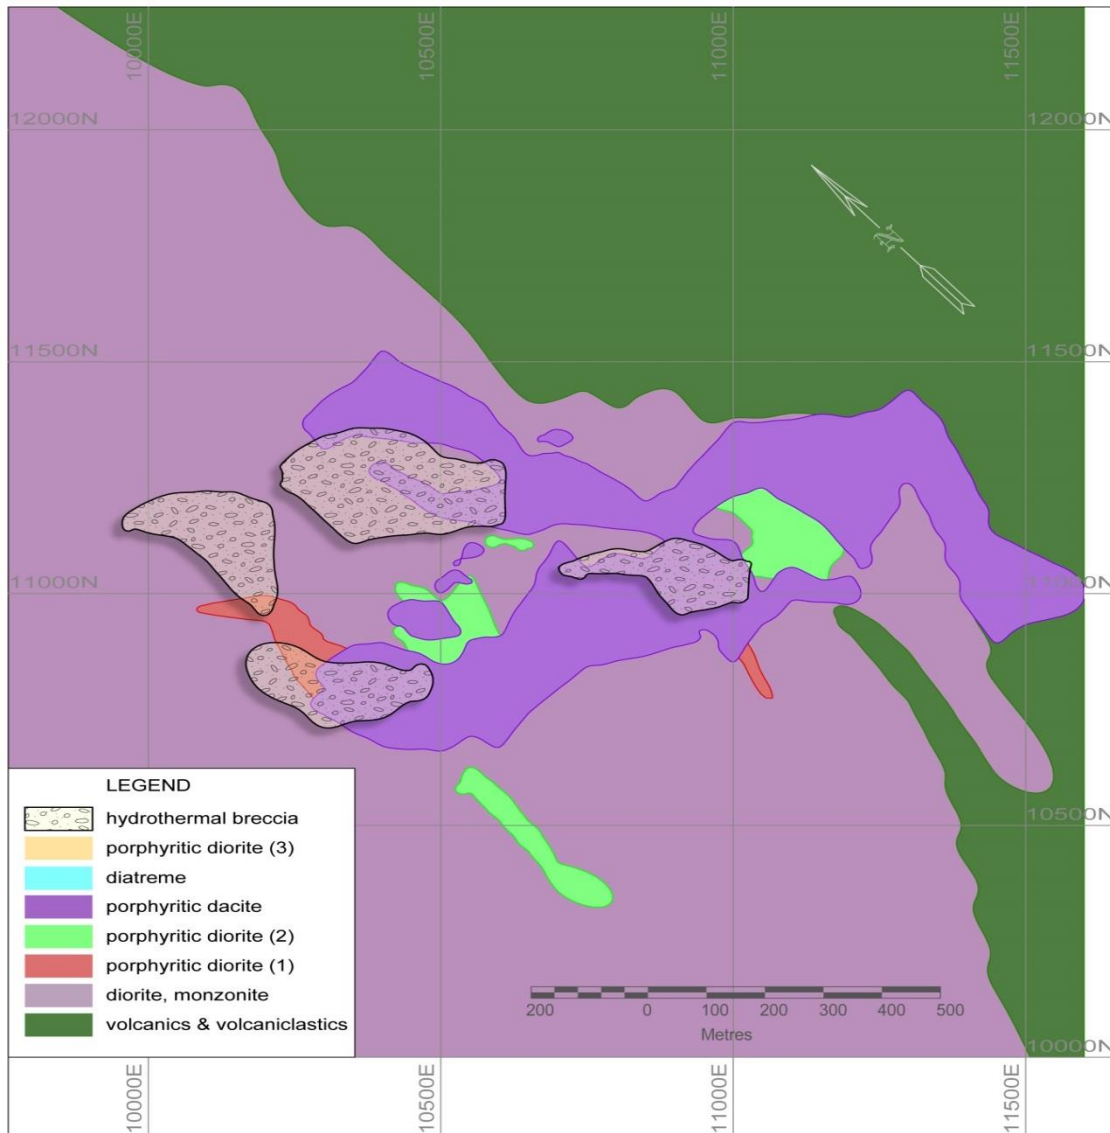 10000E
10500E
11000E
11500E
12000N
12000N
N
11500N
11500N
11000N
11000N
10500N
10500N
LEGEND
hydrothermal breccia
porphyritic diorite (3)
diatreme
porphyritic dacite
porphyritic diorite (2)
porphyritic diorite (1)
diorite, monzonite
volcanics & volcaniclastics
200 0 100 200 300 400 500
Metres
10000N
10000E
10500E
11000E
11500E